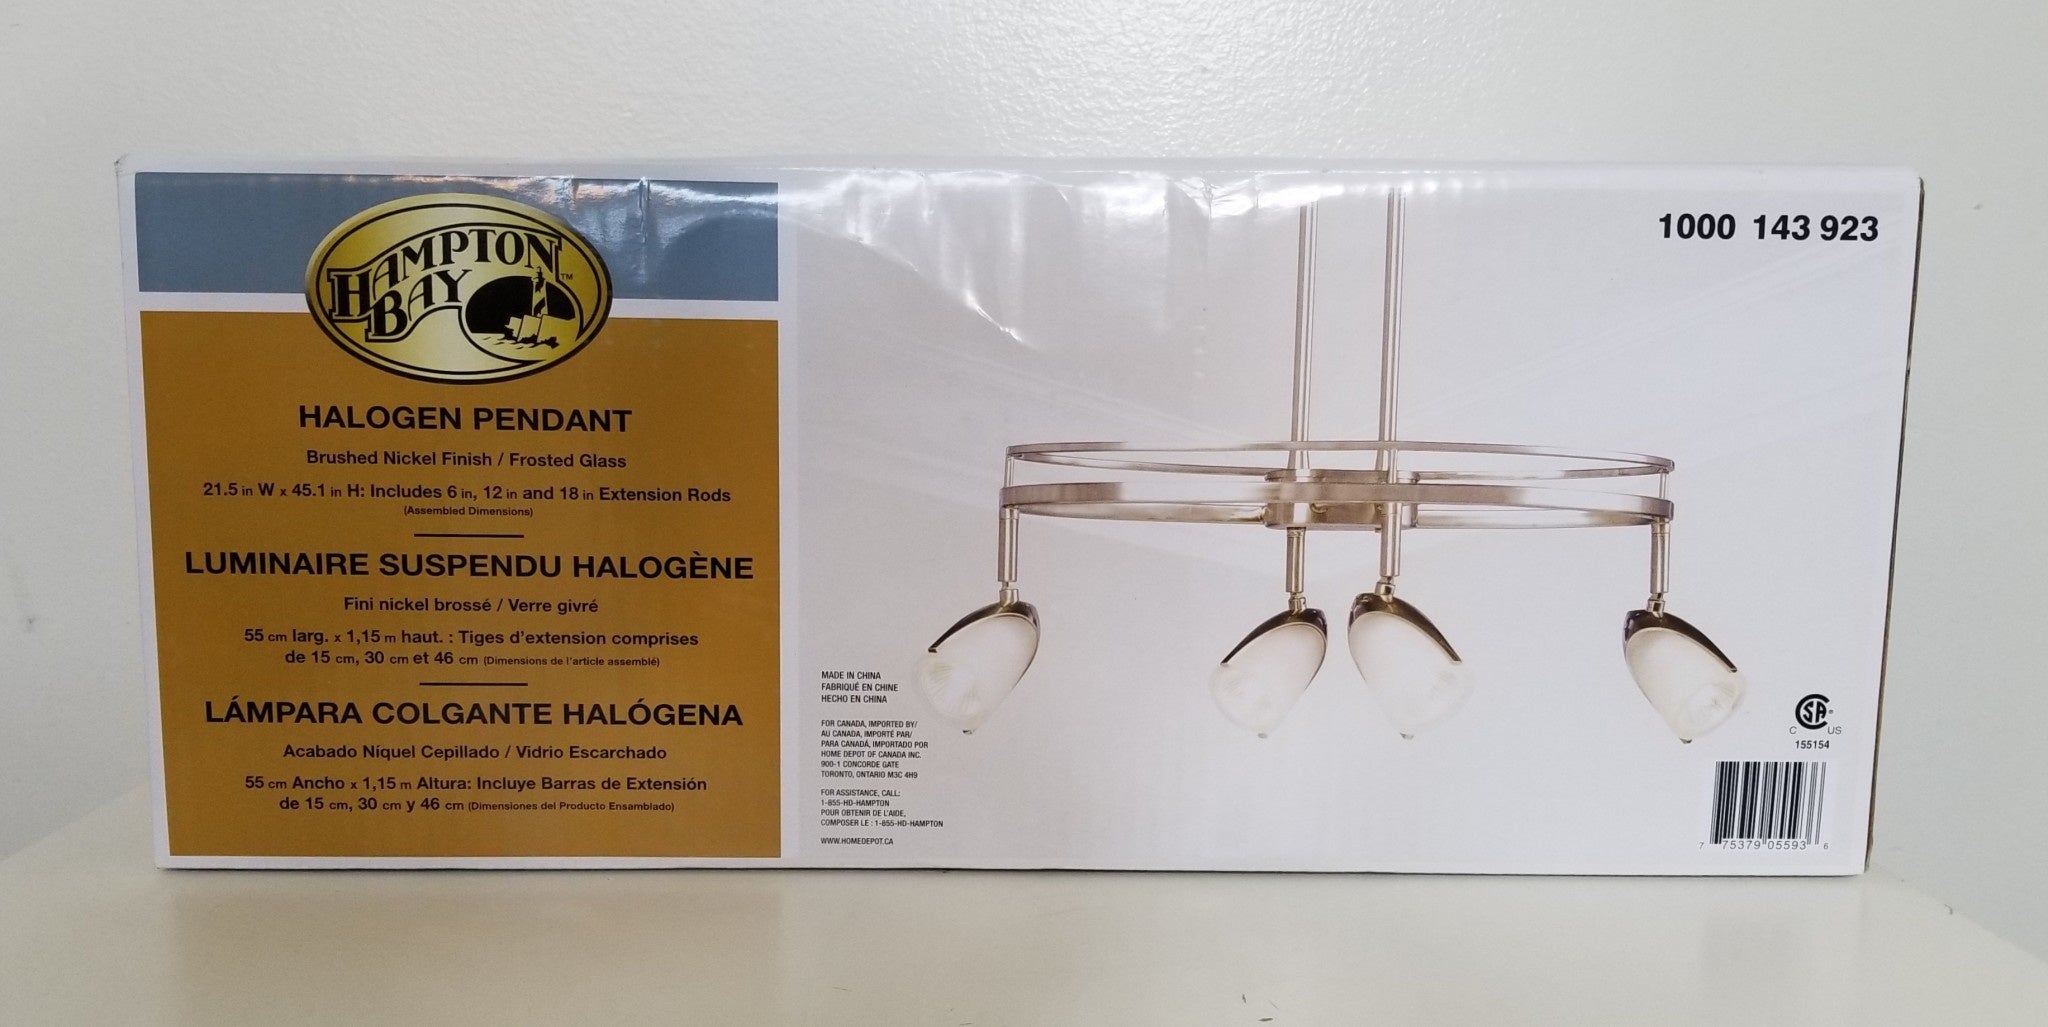 HAMPTON
BAY™
HALOGEN PENDANT
Brushed Nickel Finish / Frosted Glass
21.5 in W x 45.1 in H: Includes 6 in, 12 in and 18 in Extension Rods
(Assembled Dimensions)
LUMINAIRE SUSPENDU HALOGÈNE
Fini nickel brossé / Verre givré
55 cm larg. x 1,15 m haut. : Tiges d'extension comprises
de 15 cm, 30 cm et 46 cm (Dimensions de l'article assemblé)
LÁMPARA COLGANTE HALÓGENA
Acabado Níquel Cepillado / Vidrio Escarchado
55 cm Ancho x 1,15 m Altura: Incluye Barras de Extensión
de 15 cm, 30 cm y 46 cm (Dimensiones del Producto Ensamblado)
1000 143 923
MADE IN CHINA
FABRIQUÉ EN CHINE
HECHO EN CHINA
FOR CANADA, IMPORTED BY/
AU CANADA, IMPORTÉ PAR/
PARA CANADÁ, IMPORTADO POR
HOME DEPOT OF CANADA INC.
900-1 CONCORDE GATE
TORONTO, ONTARIO M3C 4H9
FOR ASSISTANCE, CALL:
1-855-HD-HAMPTON
POUR OBTENIR DE L'AIDE,
COMPOSER LE : 1-855-HD-HAMPTON
WWW.HOMEDEPOT.CA
CSA®
C US
155154
7 75379 05593 6